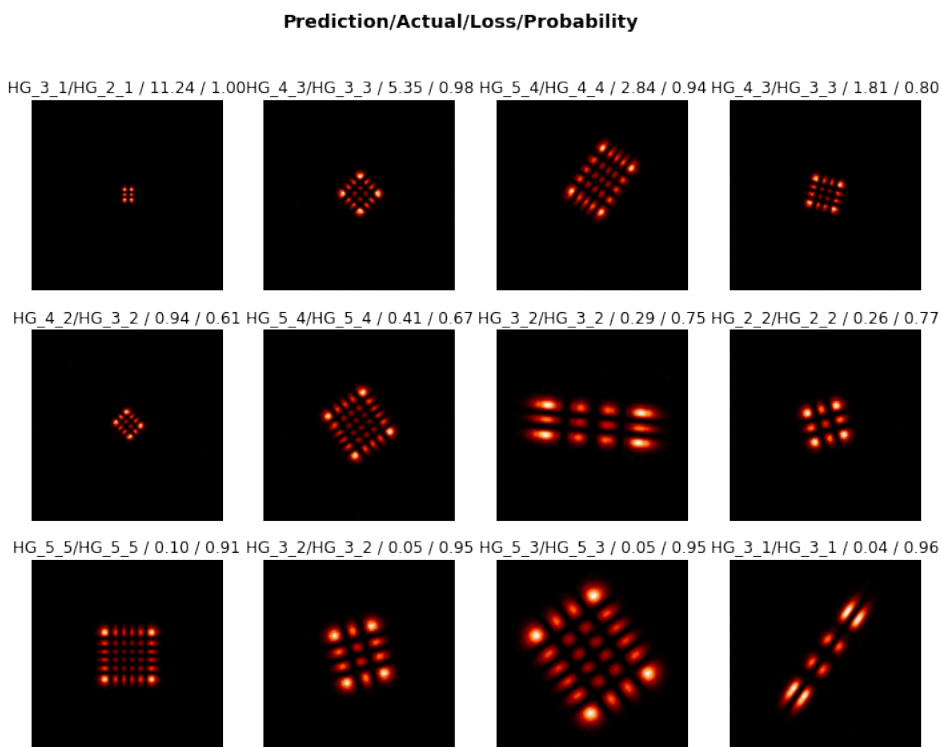 Prediction/Actual/Loss/Probability
HG_3_1/HG_2_1 / 11.24 / 1.00
HG_4_3/HG_3_3 / 5.35 / 0.98
HG_5_4/HG_4_4 / 2.84 / 0.94
HG_4_3/HG_3_3 / 1.81 / 0.80
HG_4_2/HG_3_2 / 0.94 / 0.61
HG_5_4/HG_5_4 / 0.41 / 0.67
HG_3_2/HG_3_2 / 0.29 / 0.75
HG_2_2/HG_2_2 / 0.26 / 0.77
HG_5_5/HG_5_5 / 0.10 / 0.91
HG_3_2/HG_3_2 / 0.05 / 0.95
HG_5_3/HG_5_3 / 0.05 / 0.95
HG_3_1/HG_3_1 / 0.04 / 0.96